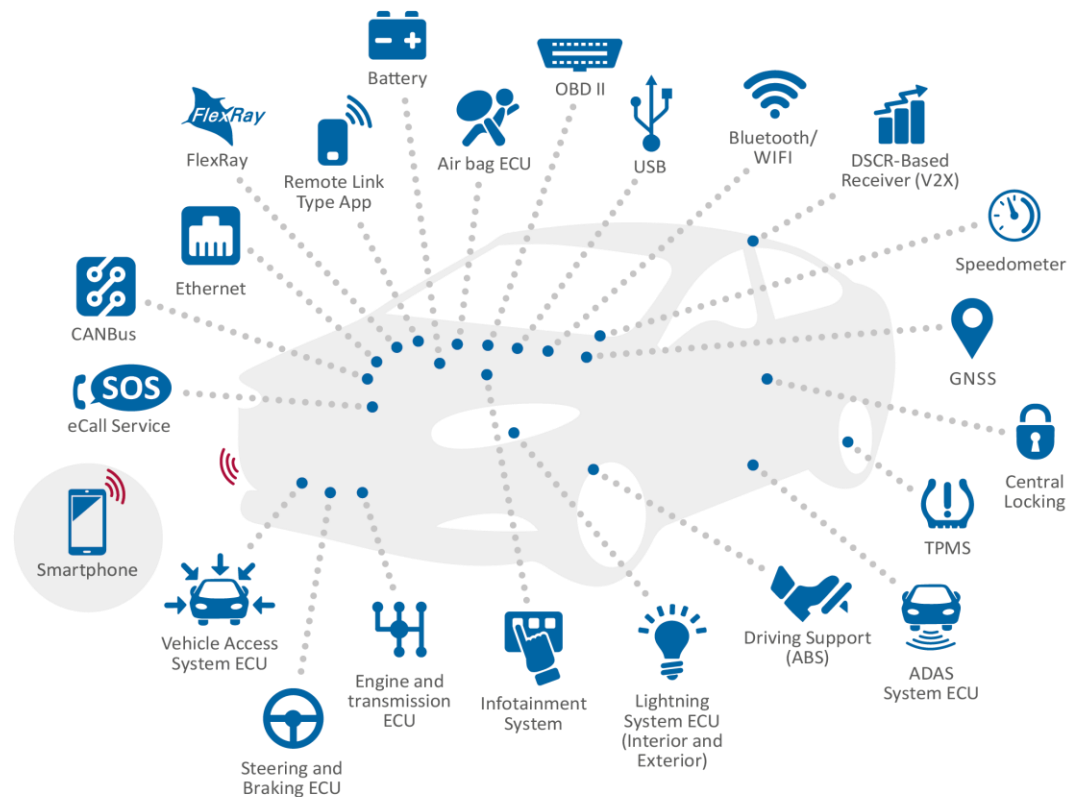 Battery
OBD II
FlexRay
FlexRay
Remote Link
Type App
Air bag ECU
USB
Bluetooth/
WIFI
DSCR-Based
Receiver (V2X)
Ethernet
Speedometer
CANBus
GNSS
SOS
eCall Service
Central
Locking
TPMS
Smartphone
Vehicle Access
System ECU
Engine and
transmission
ECU
Infotainment
System
Lightning
System ECU
(Interior and
Exterior)
Driving Support
(ABS)
ADAS
System ECU
Steering and
Braking ECU